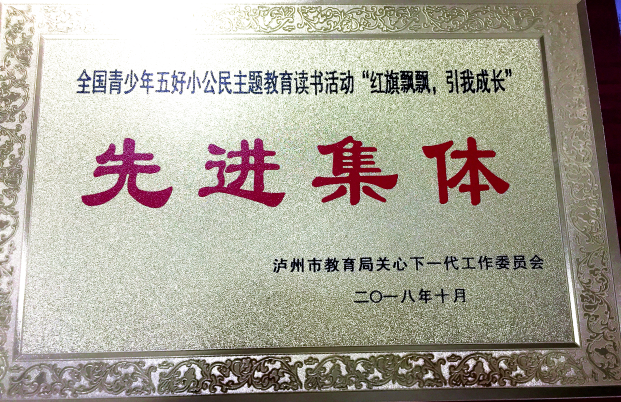 全国青少年五好小公民主题教育读书活动“红旗飘飘，引我成长”
先进集体
泸州市教育局关心下一代工作委员会
二〇一八年十月